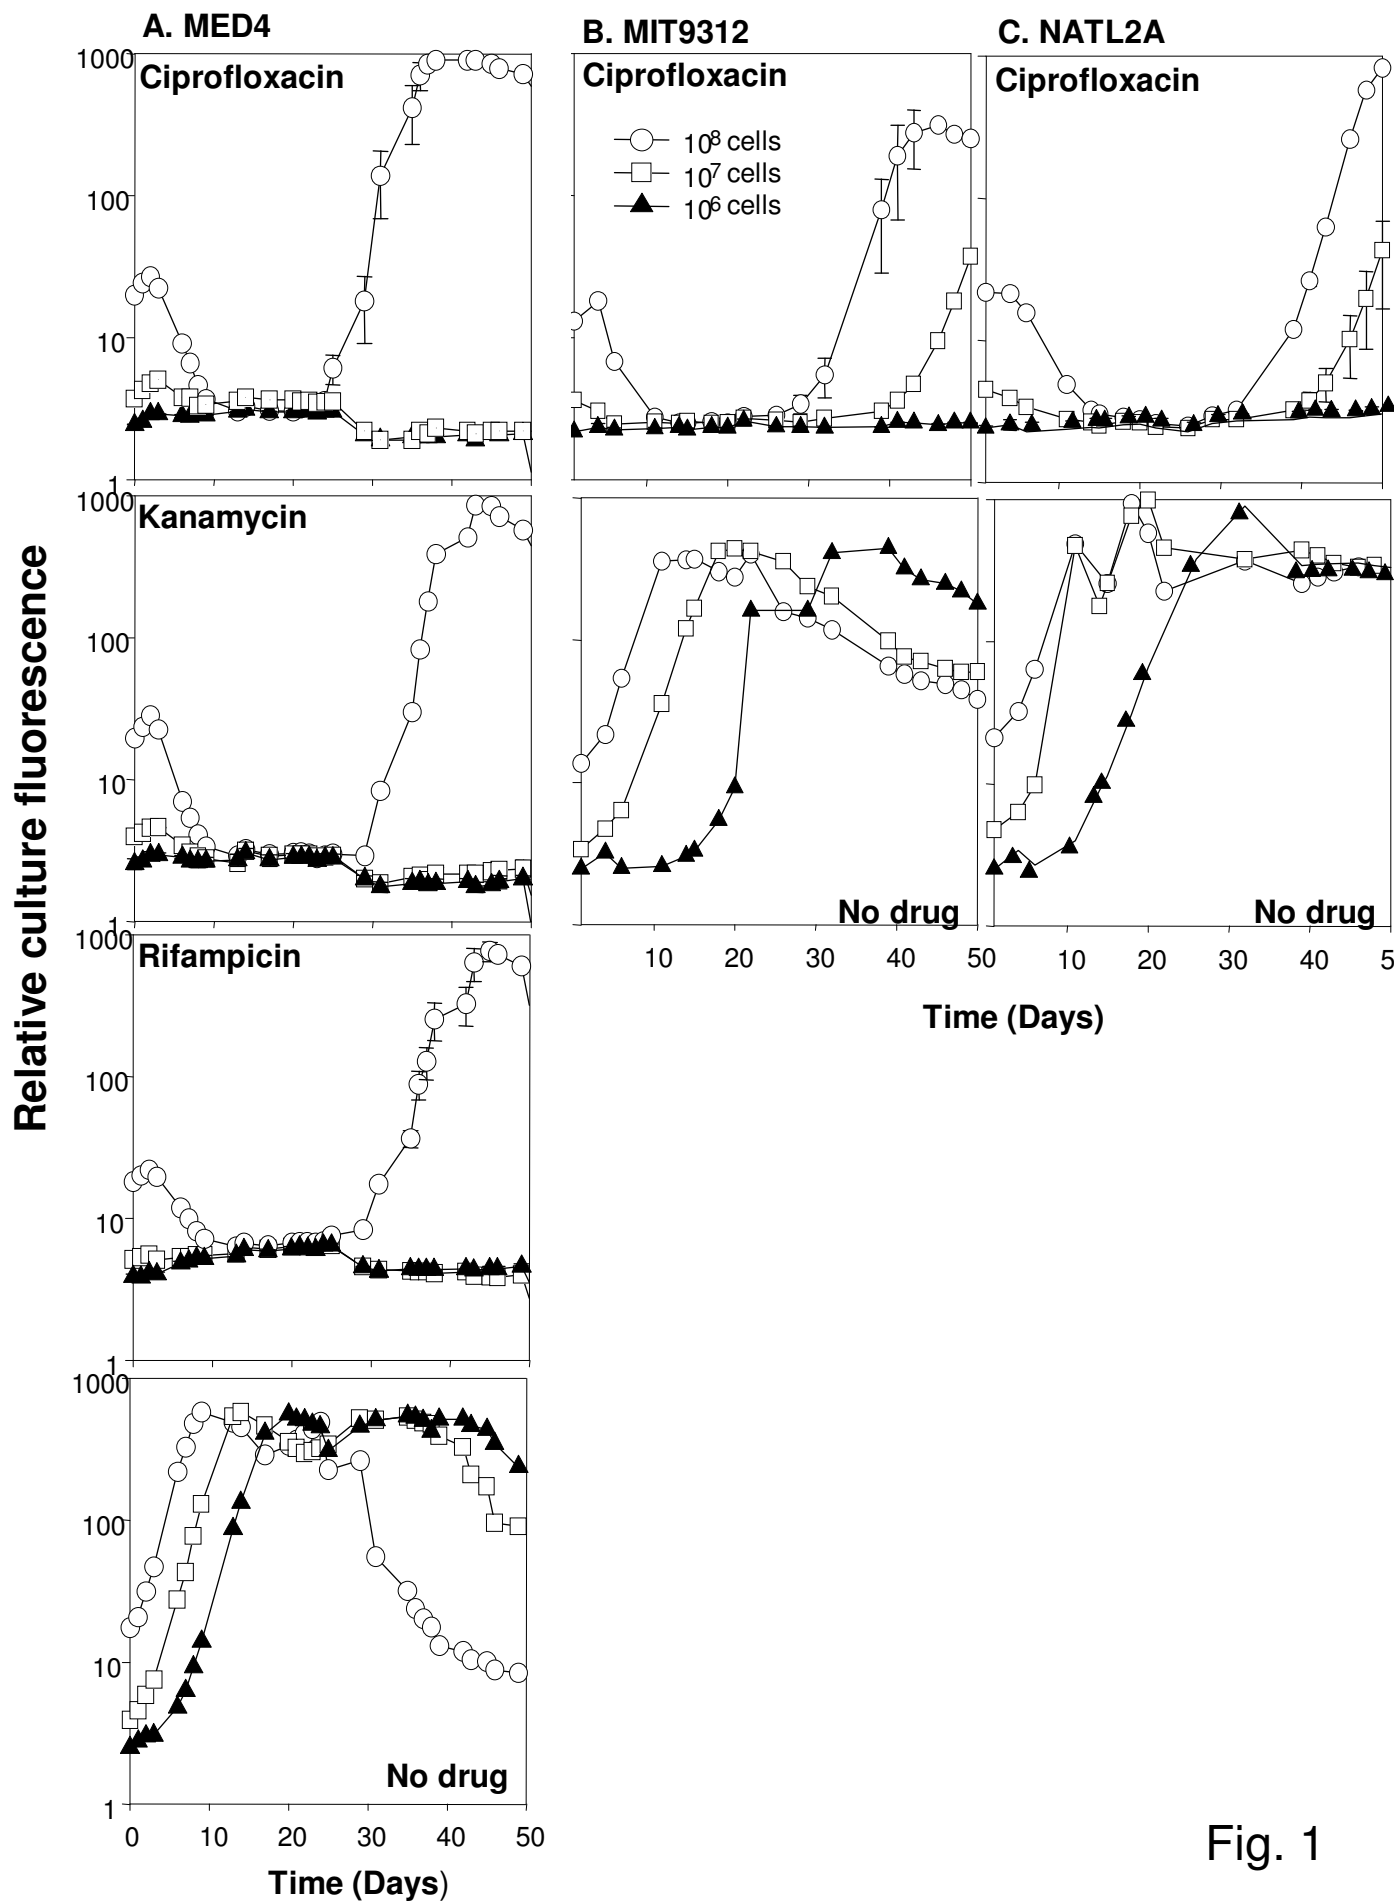 A. MED4
B. MIT9312
C. NATL2A
1000
Ciprofloxacin
100
10
1
Ciprofloxacin
10⁸ cells
10⁷ cells
10⁶ cells
Ciprofloxacin
1000
Kanamycin
100
10
1
No drug
10 20 30 40 50
No drug
10 20 30 40 5
Time (Days)
Relative culture fluorescence
1000
Rifampicin
100
10
1
1000
100
10
1
No drug
0 10 20 30 40 50
Time (Days)
Fig. 1